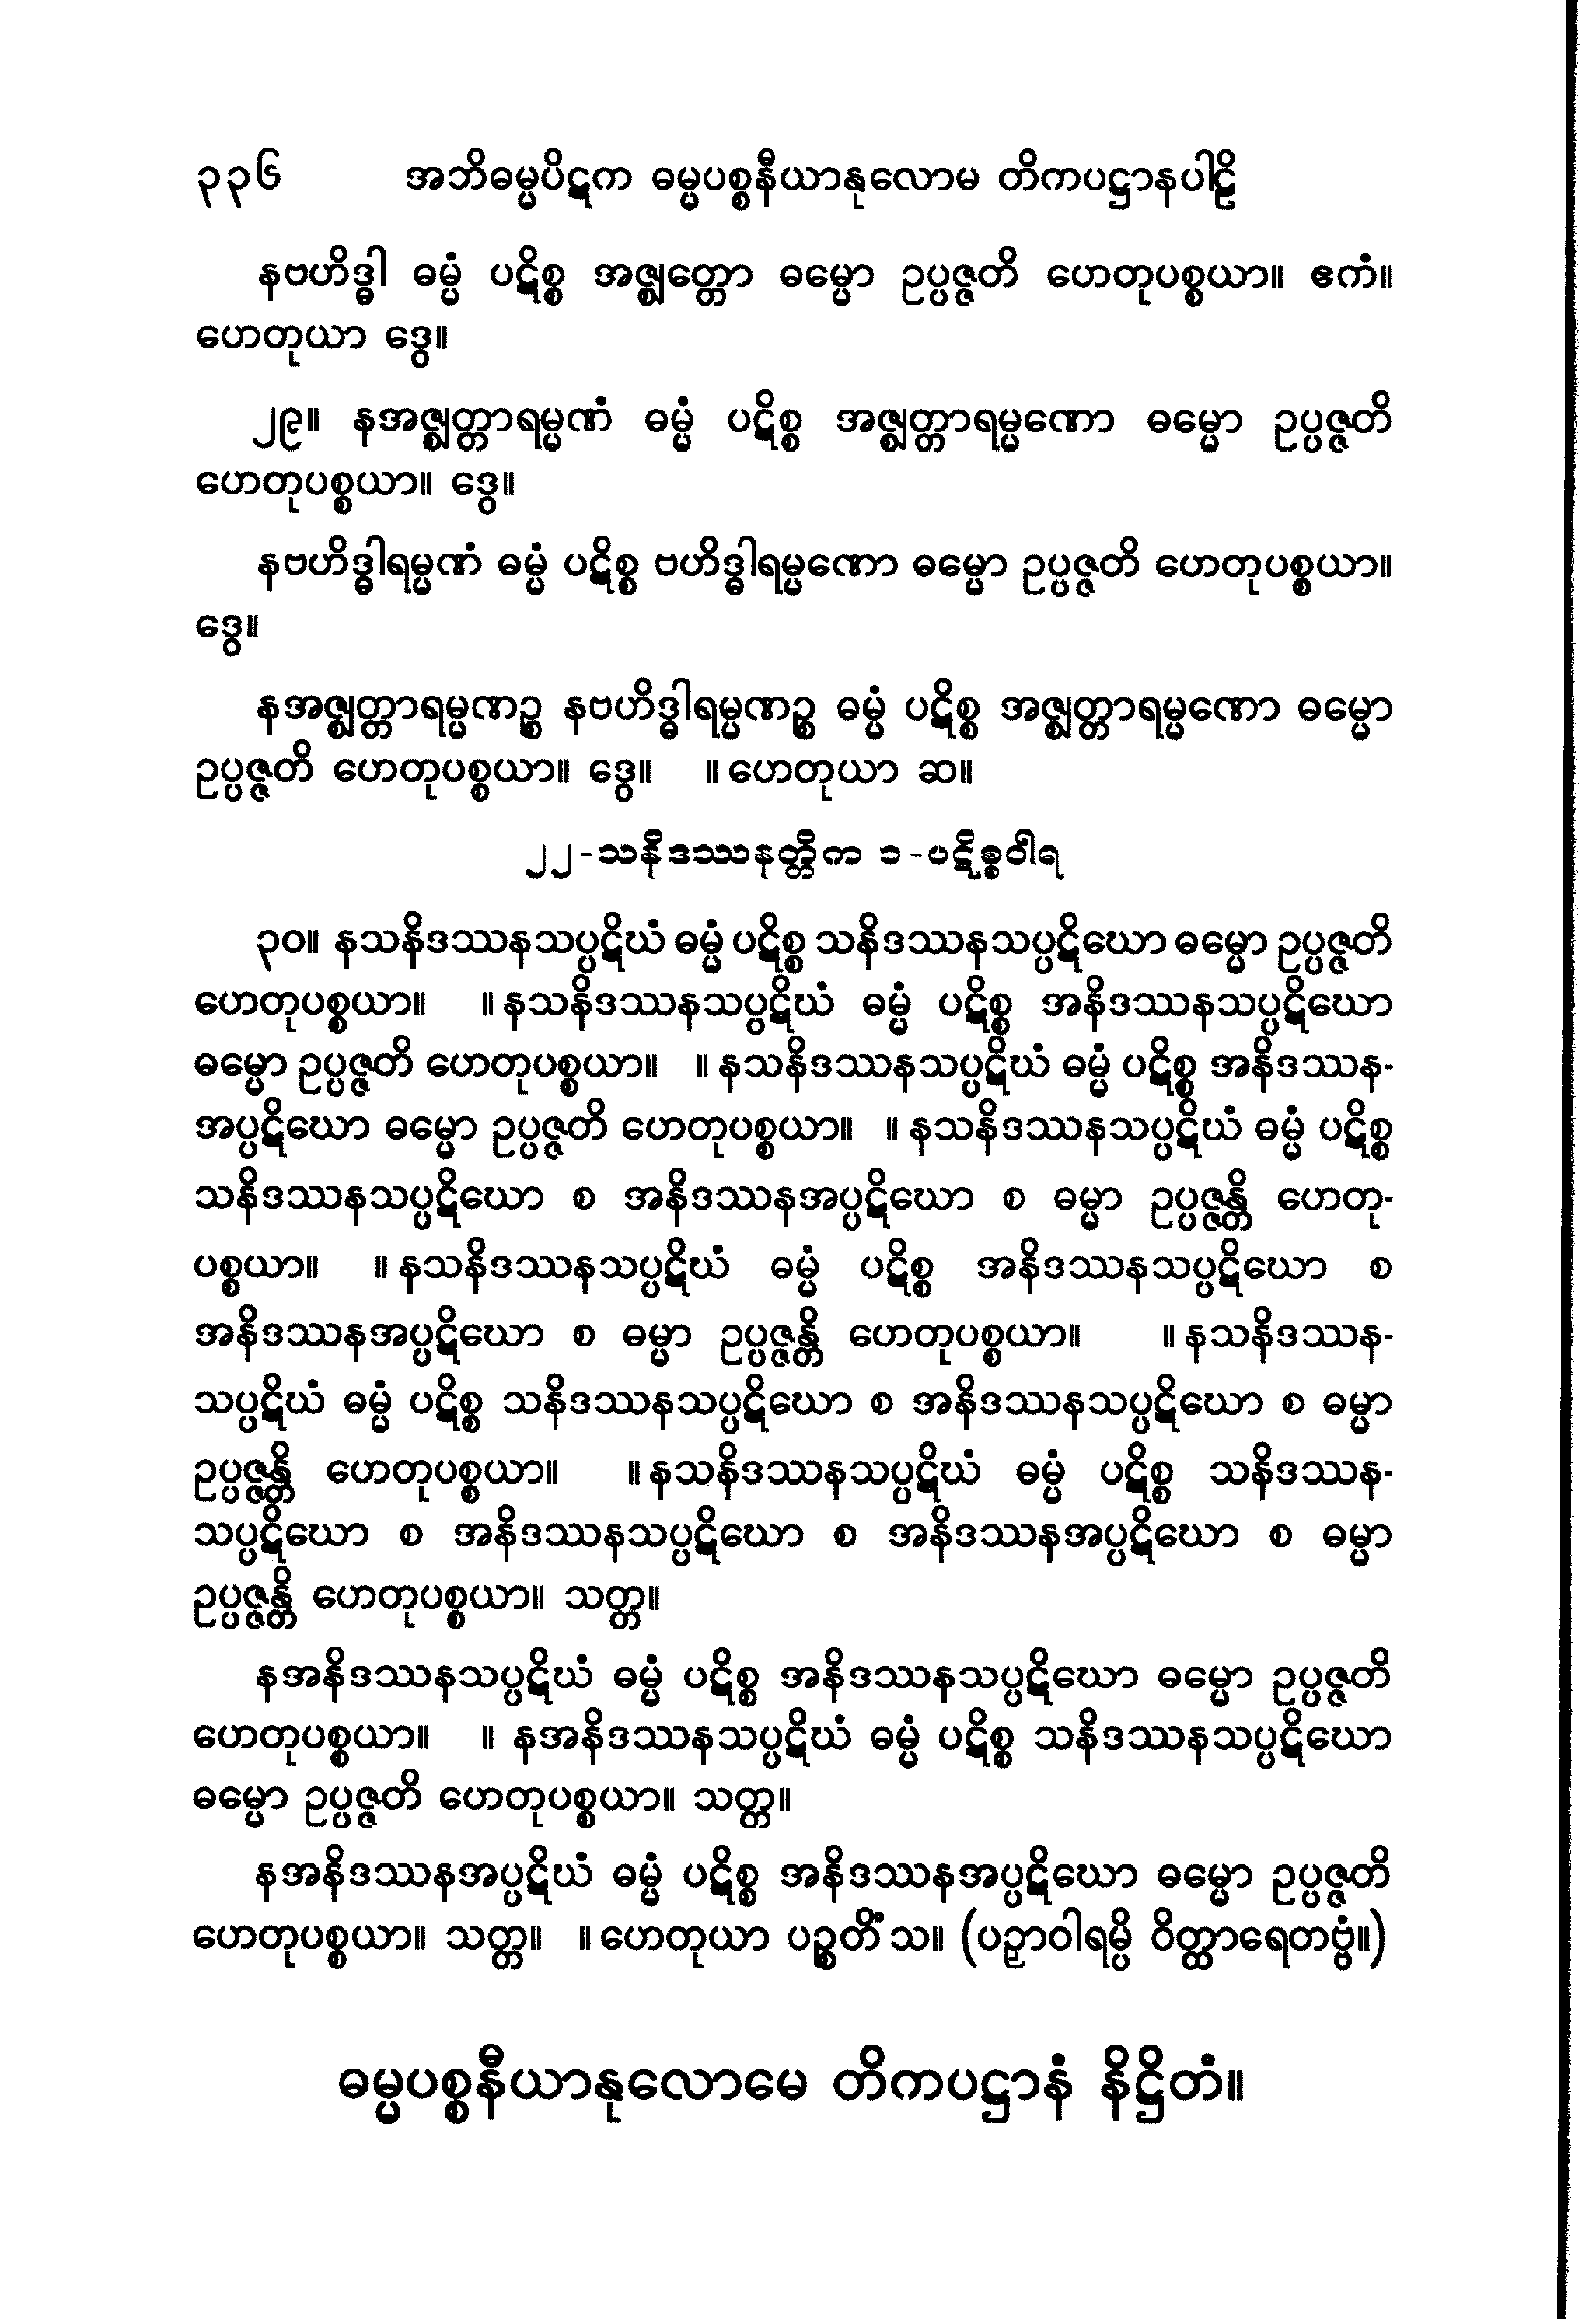 ၃၃၆ အဘိဓမ္မပိဋက ဓမ္မပစ္စနီယာနုလောမ တိကပဋ္ဌာနပါဠိ
နဗဟိဒ္ဓါ ဓမ္မံ ပဋိစ္စ အဇ္ဈတ္တော ဓမ္မော ဥပ္ပဇ္ဇတိ ဟေတုပစ္စယာ။ ဧကံ။
ဟေတုယာ ဒွေ။
၂၉။ နအဇ္ဈတ္တာရမ္မဏံ ဓမ္မံ ပဋိစ္စ အဇ္ဈတ္တာရမ္မဏော ဓမ္မော ဥပ္ပဇ္ဇတိ
ဟေတုပစ္စယာ။ ဒွေ။
နဗဟိဒ္ဓါရမ္မဏံ ဓမ္မံ ပဋိစ္စ ဗဟိဒ္ဓါရမ္မဏော ဓမ္မော ဥပ္ပဇ္ဇတိ ဟေတုပစ္စယာ။
ဒွေ။
နအဇ္ဈတ္တာရမ္မဏဉ္စ နဗဟိဒ္ဓါရမ္မဏဉ္စ ဓမ္မံ ပဋိစ္စ အဇ္ဈတ္တာရမ္မဏော ဓမ္မော
ဥပ္ပဇ္ဇတိ ဟေတုပစ္စယာ။ ဒွေ။ ။ ဟေတုယာ ဆ။
၂၂-သနိဒဿနတ္တိက ၁-ပဋိစ္စဝါရ
၃၀။ နသနိဒဿနသပ္ပဋိဃံ ဓမ္မံ ပဋိစ္စ သနိဒဿနသပ္ပဋိဃော ဓမ္မော ဥပ္ပဇ္ဇတိ
ဟေတုပစ္စယာ။ ။ နသနိဒဿနသပ္ပဋိဃံ ဓမ္မံ ပဋိစ္စ အနိဒဿနသပ္ပဋိဃော
ဓမ္မော ဥပ္ပဇ္ဇတိ ဟေတုပစ္စယာ။ ။ နသနိဒဿနသပ္ပဋိဃံ ဓမ္မံ ပဋိစ္စ အနိဒဿန-
အပ္ပဋိဃော ဓမ္မော ဥပ္ပဇ္ဇတိ ဟေတုပစ္စယာ။ ။ နသနိဒဿနသပ္ပဋိဃံ ဓမ္မံ ပဋိစ္စ
သနိဒဿနသပ္ပဋိဃော စ အနိဒဿနအပ္ပဋိဃော စ ဓမ္မာ ဥပ္ပဇ္ဇန္တိ ဟေတု-
ပစ္စယာ။ ။ နသနိဒဿနသပ္ပဋိဃံ ဓမ္မံ ပဋိစ္စ အနိဒဿနသပ္ပဋိဃော စ
အနိဒဿနအပ္ပဋိဃော စ ဓမ္မာ ဥပ္ပဇ္ဇန္တိ ဟေတုပစ္စယာ။ ။ နသနိဒဿန-
သပ္ပဋိဃံ ဓမ္မံ ပဋိစ္စ သနိဒဿနသပ္ပဋိဃော စ အနိဒဿနသပ္ပဋိဃော စ ဓမ္မာ
ဥပ္ပဇ္ဇန္တိ ဟေတုပစ္စယာ။ ။ နသနိဒဿနသပ္ပဋိဃံ ဓမ္မံ ပဋိစ္စ သနိဒဿန-
သပ္ပဋိဃော စ အနိဒဿနသပ္ပဋိဃော စ အနိဒဿနအပ္ပဋိဃော စ ဓမ္မာ
ဥပ္ပဇ္ဇန္တိ ဟေတုပစ္စယာ။ သတ္တ။
နအနိဒဿနသပ္ပဋိဃံ ဓမ္မံ ပဋိစ္စ အနိဒဿနသပ္ပဋိဃော ဓမ္မော ဥပ္ပဇ္ဇတိ
ဟေတုပစ္စယာ။ ။ နအနိဒဿနသပ္ပဋိဃံ ဓမ္မံ ပဋိစ္စ သနိဒဿနသပ္ပဋိဃော
ဓမ္မော ဥပ္ပဇ္ဇတိ ဟေတုပစ္စယာ။ သတ္တ။
နအနိဒဿနအပ္ပဋိဃံ ဓမ္မံ ပဋိစ္စ အနိဒဿနအပ္ပဋိဃော ဓမ္မော ဥပ္ပဇ္ဇတိ
ဟေတုပစ္စယာ။ သတ္တ။ ။ ဟေတုယာ ပဉ္စတိံသ။ (ပဉှာဝါရမ္ပိ ဝိတ္ထာရေတဗ္ဗံ။)
ဓမ္မပစ္စနီယာနုလောမေ တိကပဋ္ဌာနံ နိဋ္ဌိတံ။